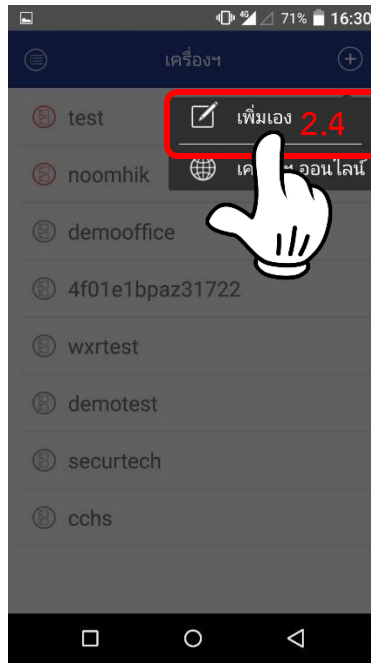 4G 71% 16:30
เครื่องฯ
test
เพิ่มเอง 2.4
noomhik
ออนไลน์
demooffice
4f01e1bpaz31722
wxrtest
demotest
securtech
cchs